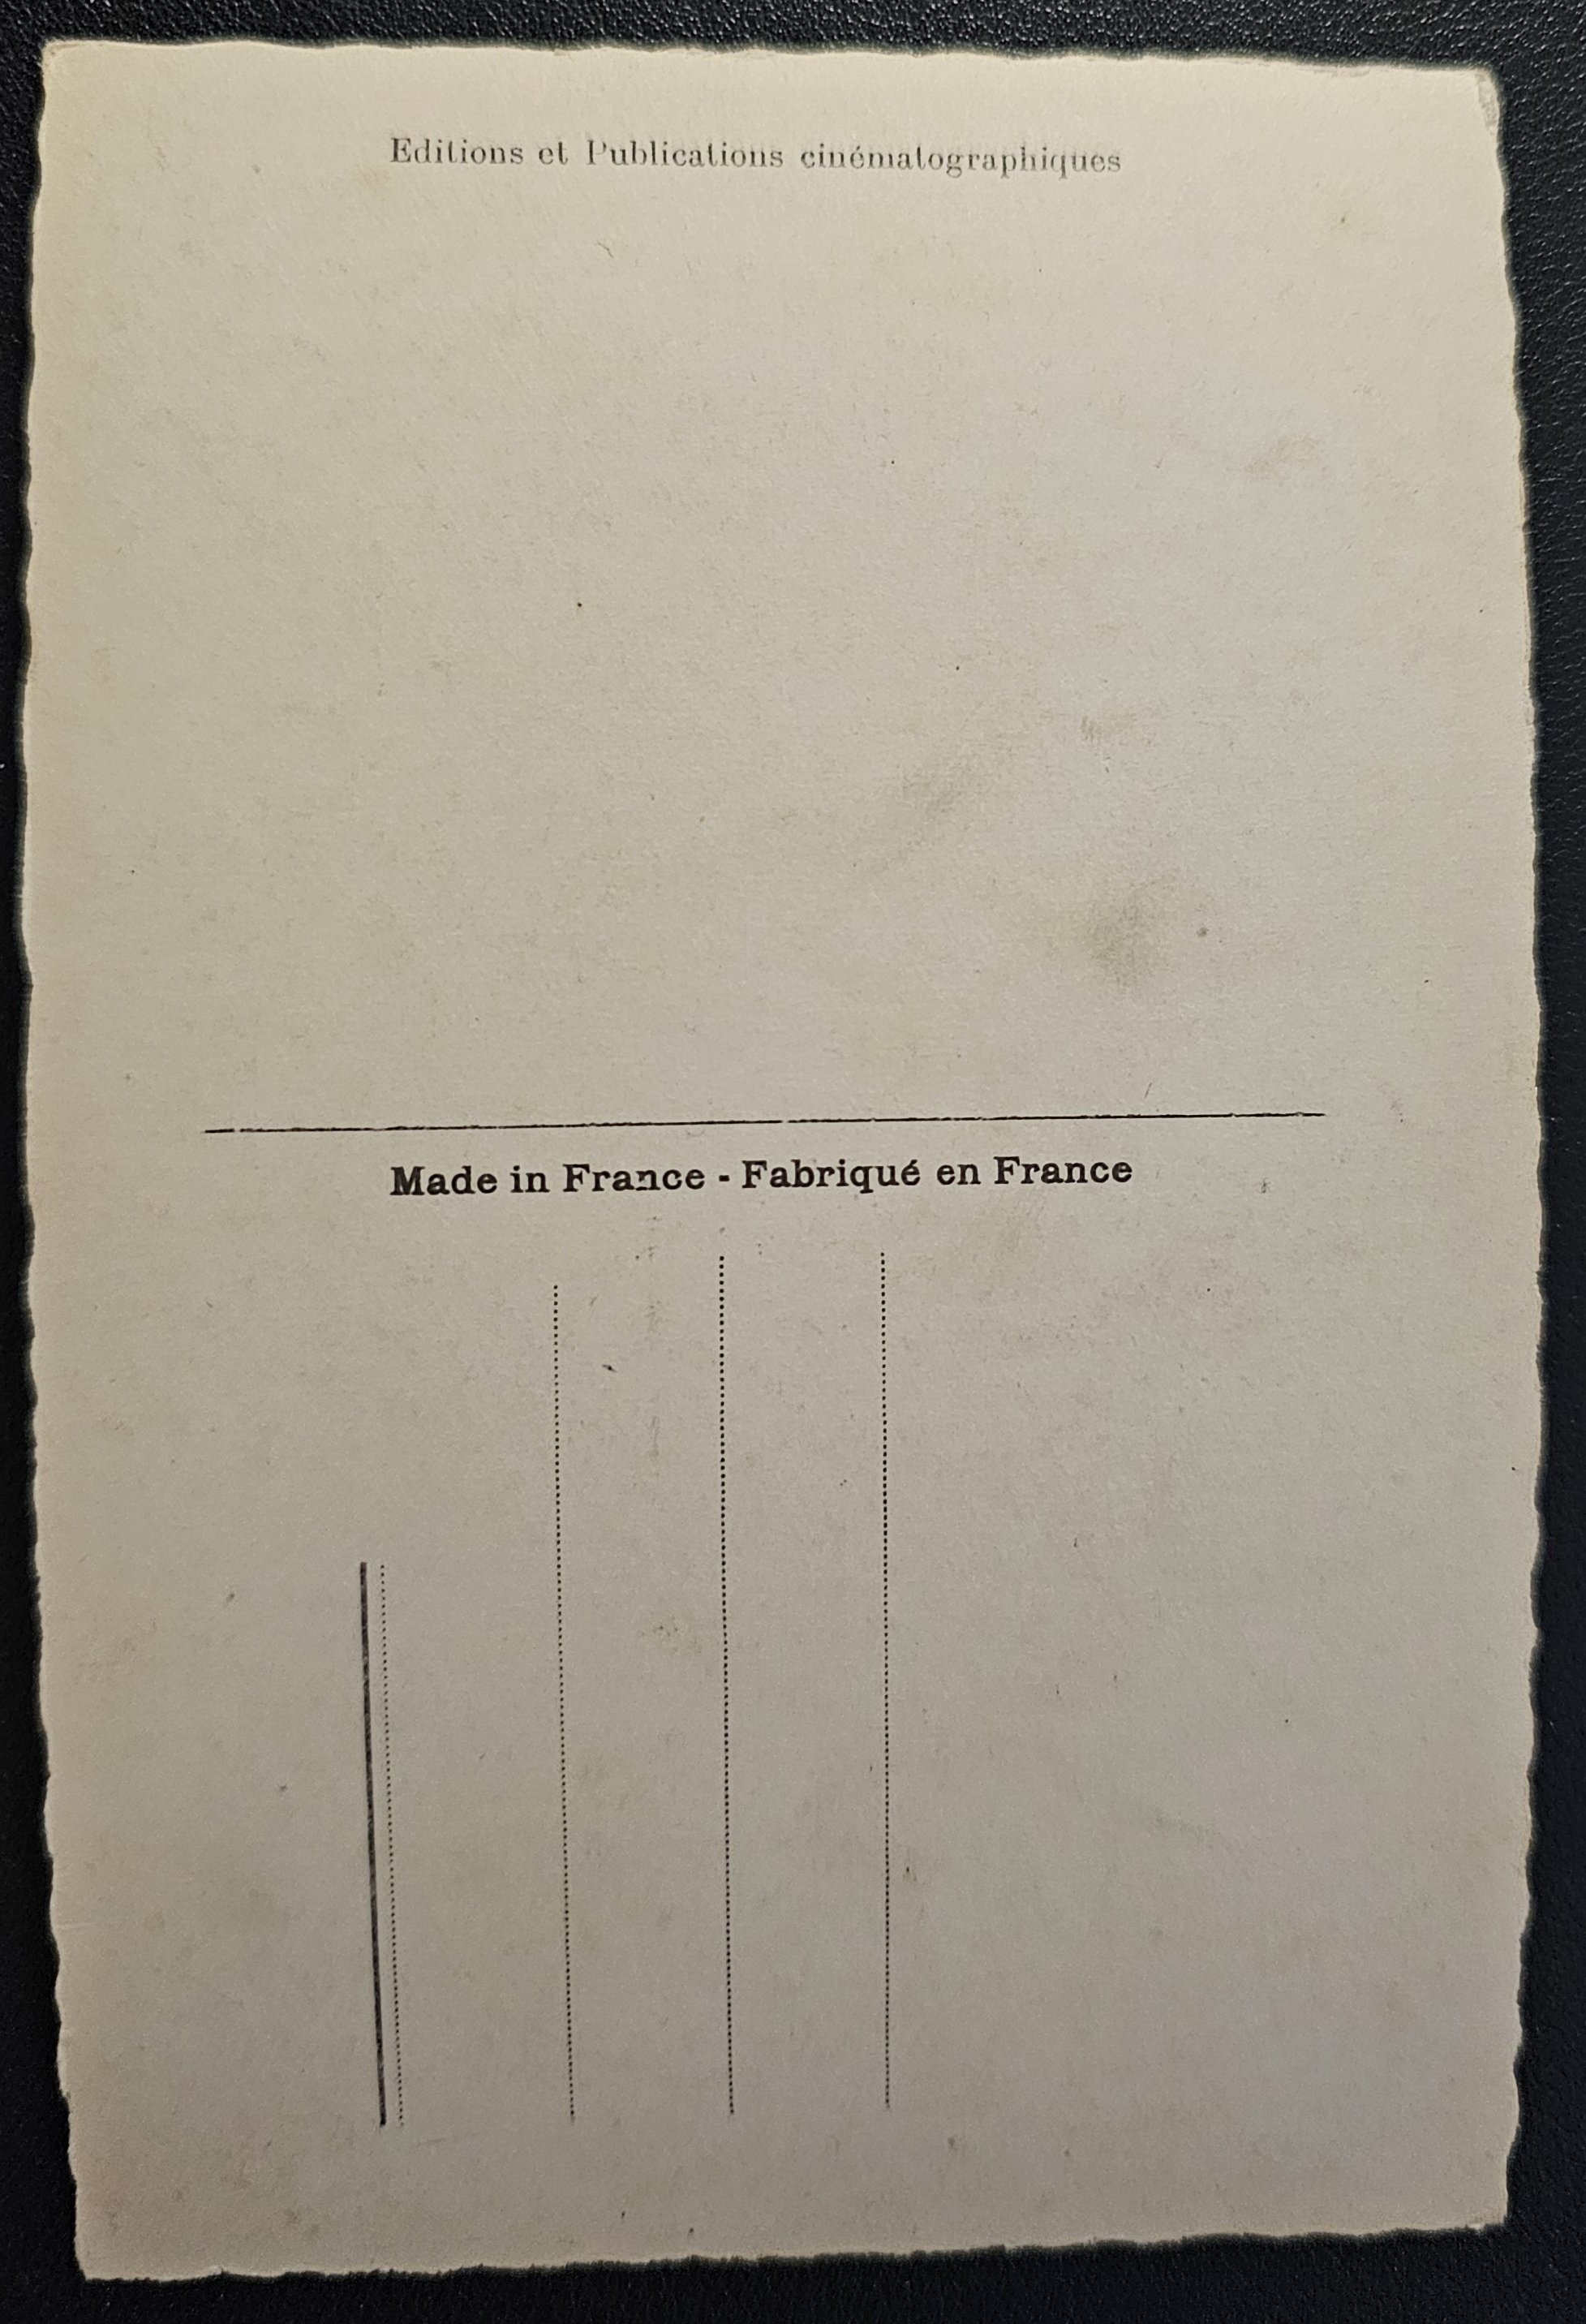 Editions et Publications cinématographiques
Made in France - Fabriqué en France